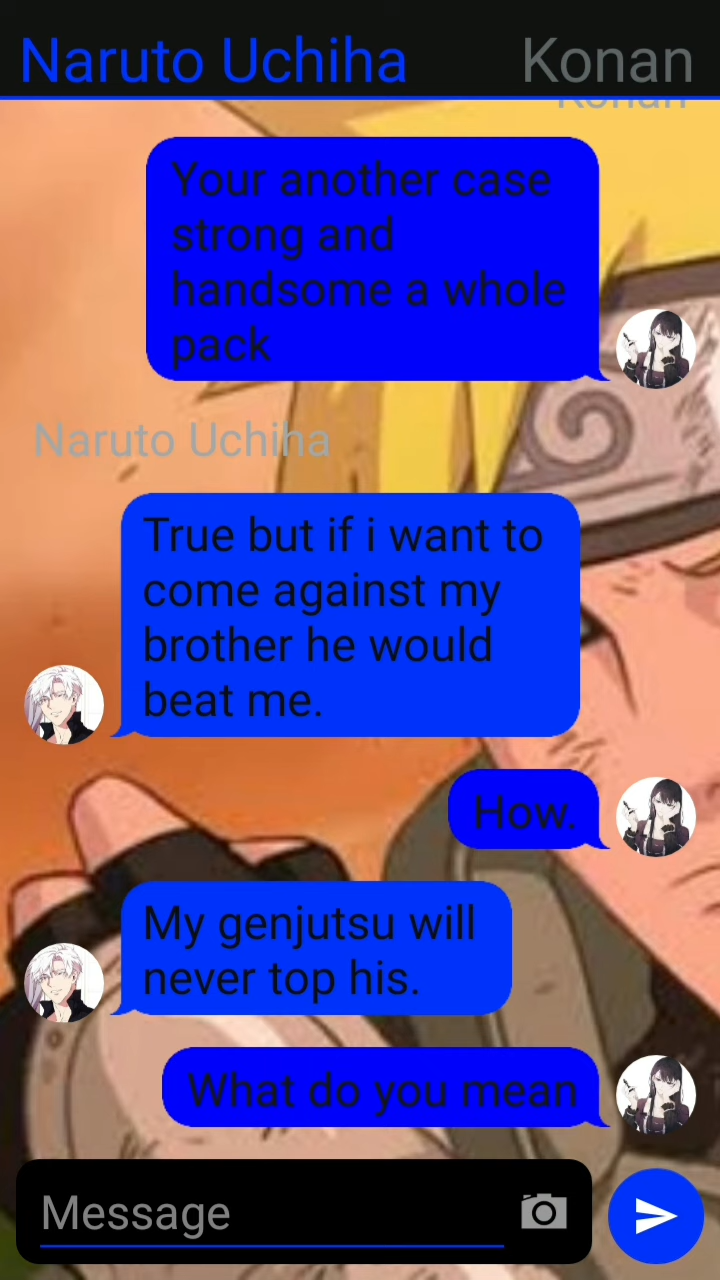 Naruto Uchiha Konan
Konan
Your another case
strong and
handsome a whole
pack
Naruto Uchiha
True but if i want to
come against my
brother he would
beat me.
How.
My genjutsu will
never top his.
What do you mean
Message